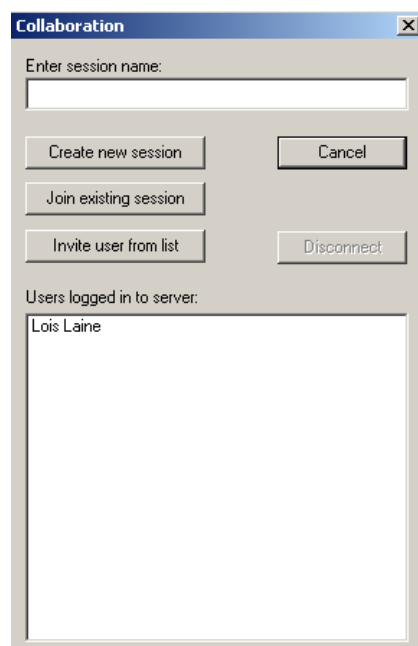 Collaboration
Enter session name:
Create new session
Cancel
Join existing session
Invite user from list
Disconnect
Users logged in to server:
Lois Laine